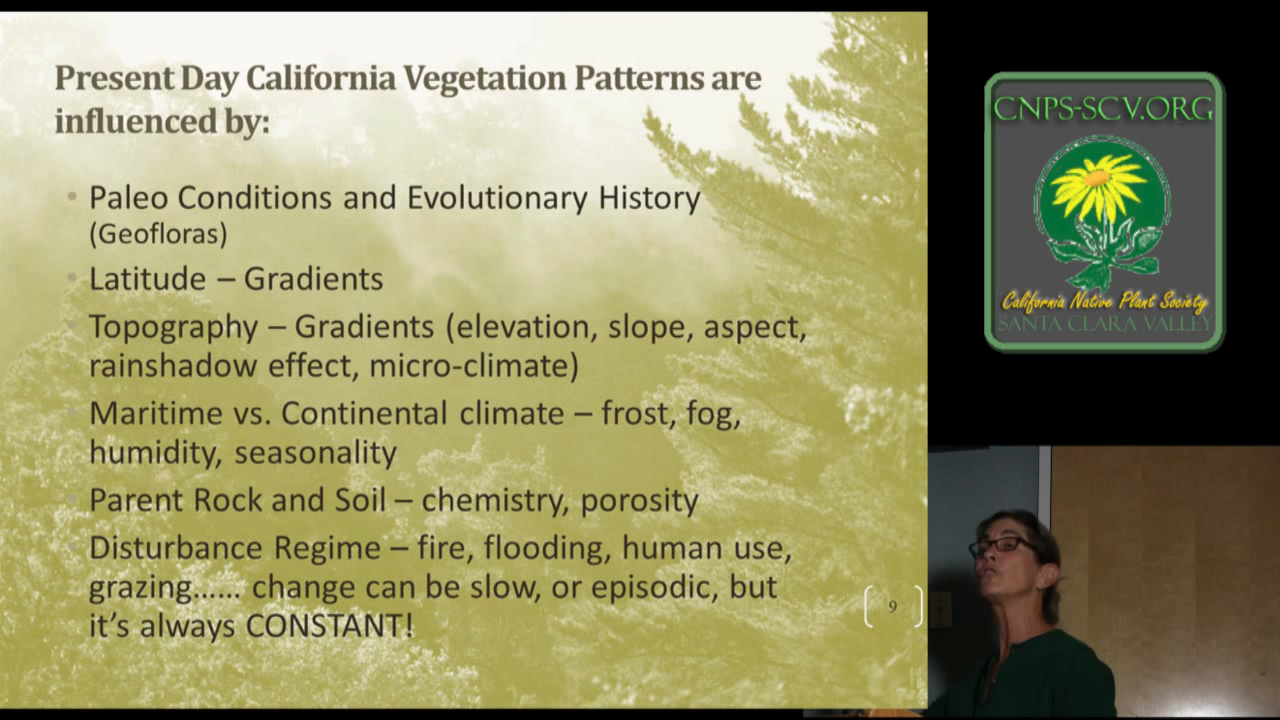 Present Day California Vegetation Patterns are
influenced by:
• Paleo Conditions and Evolutionary History
(Geofloras)
• Latitude – Gradients
• Topography – Gradients (elevation, slope, aspect,
rainshadow effect, micro-climate)
• Maritime vs. Continental climate – frost, fog,
humidity, seasonality
• Parent Rock and Soil – chemistry, porosity
• Disturbance Regime – fire, flooding, human use,
grazing…… change can be slow, or episodic, but
it's always CONSTANT!
9
CNPS-SCV.ORG
California Native Plant Society
SANTA CLARA VALLEY